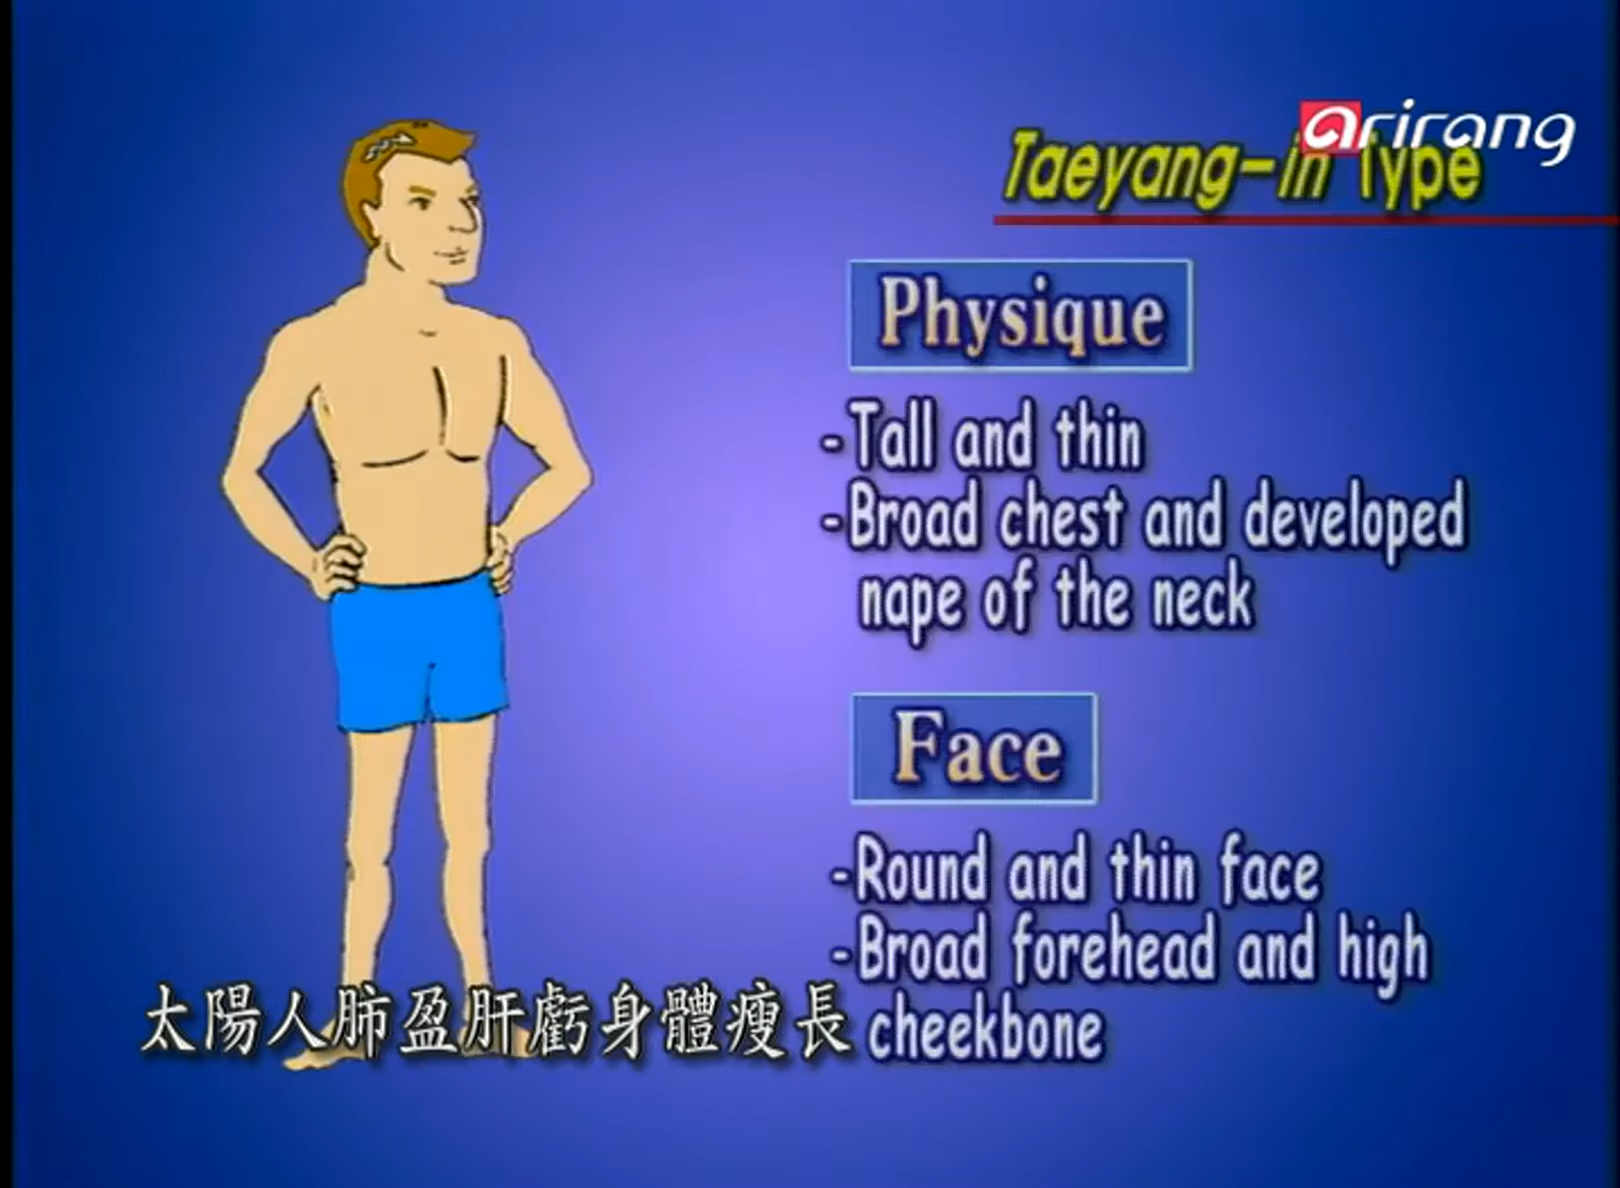 arirang
Taeyang-in Type
Physique
-Tall and thin
-Broad chest and developed
nape of the neck
Face
-Round and thin face
-Broad forehead and high
cheekbone
太陽人肺盈肝虧身體瘦長